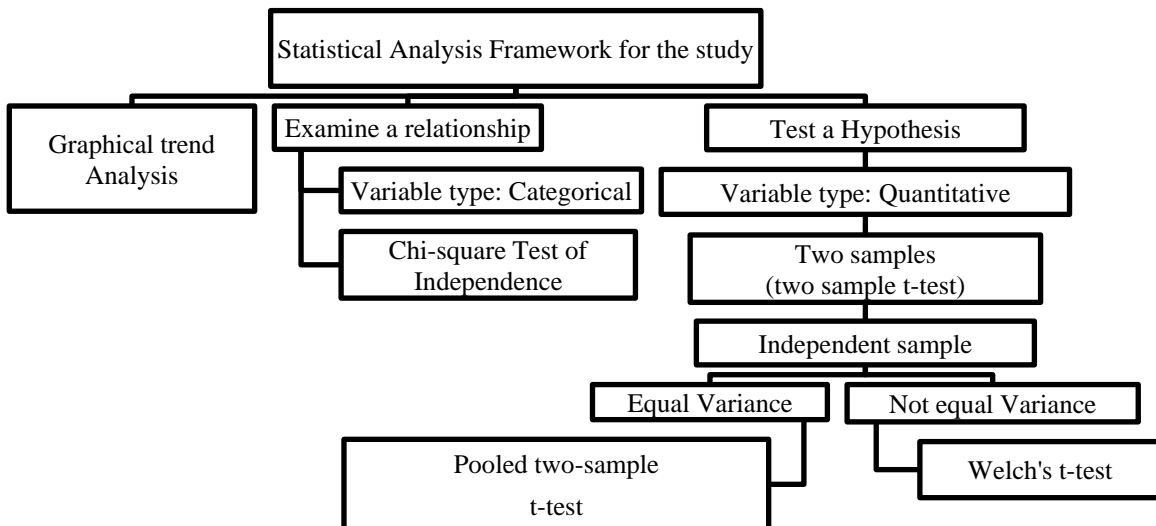 Statistical Analysis Framework for the study
Graphical trend
Analysis
Examine a relationship
Variable type: Categorical
Chi-square Test of
Independence
Test a Hypothesis
Variable type: Quantitative
Two samples
(two sample t-test)
Independent sample
Equal Variance
Pooled two-sample
t-test
Not equal Variance
Welch's t-test